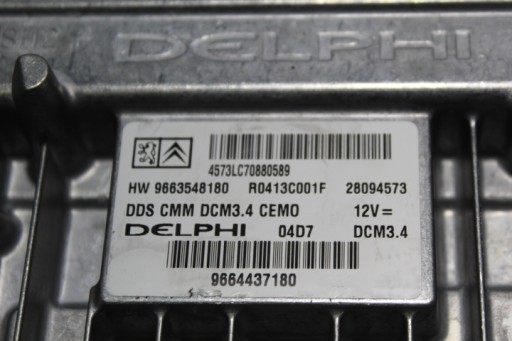 DELPHI
4573LC70880589
HW 9663548180 R0413C001F 28094573
DDS CMM DCM3.4 CEMO 12V =
DELPHI 04D7 DCM3.4
9664437180